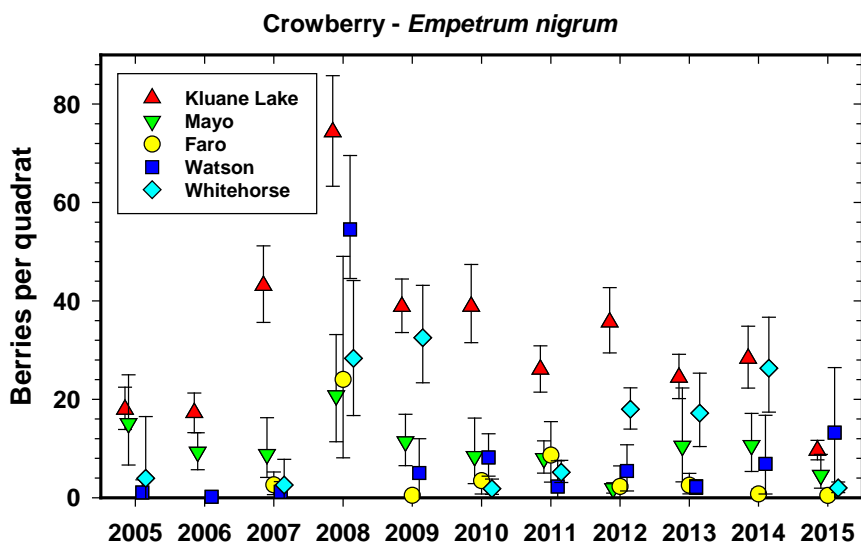 Crowberry - Empetrum nigrum
Berries per quadrat
80
60
40
20
0
Kluane Lake
Mayo
Faro
Watson
Whitehorse
2005 2006 2007 2008 2009 2010 2011 2012 2013 2014 2015